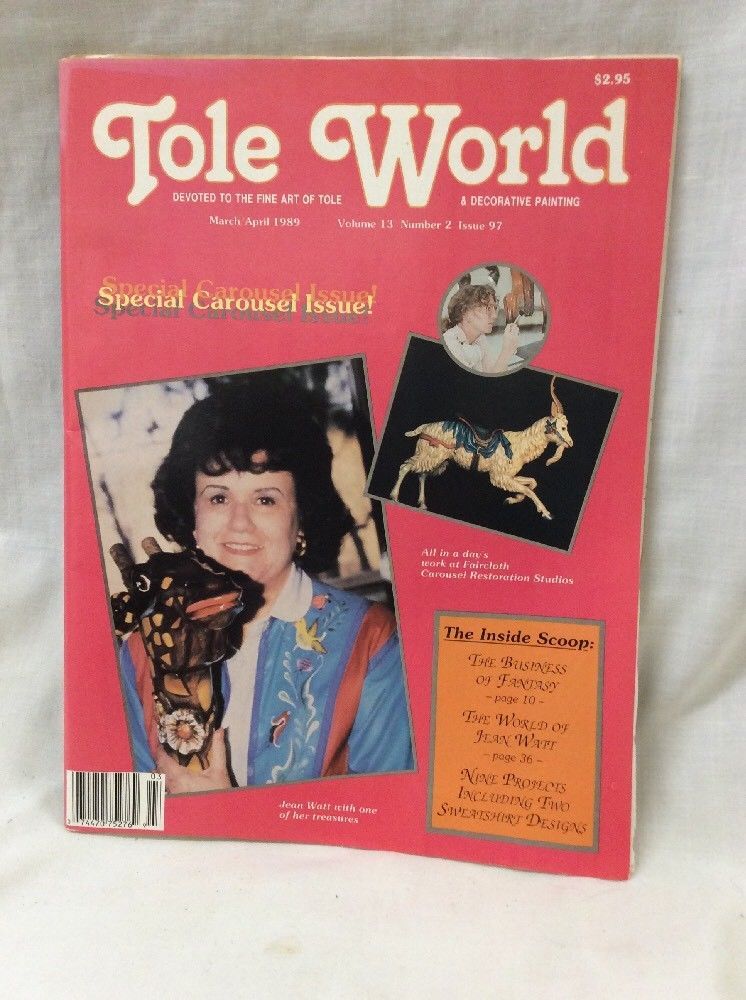 $2.95
Tole World
DEVOTED TO THE FINE ART OF TOLE & DECORATIVE PAINTING
March/April 1989 Volume 13 Number 2 Issue 97
Special Carousel Issue!
All in a day's
work at Faircloth
Carousel Restoration Studios
The Inside Scoop:
THE BUSINESS
OF FANTASY
– page 10 –
THE WORLD OF
JEAN WATT
– page 36 –
NINE PROJECTS
INCLUDING TWO
SWEATSHIRT DESIGNS
Jean Watt with one
of her treasures
03
74470 75276